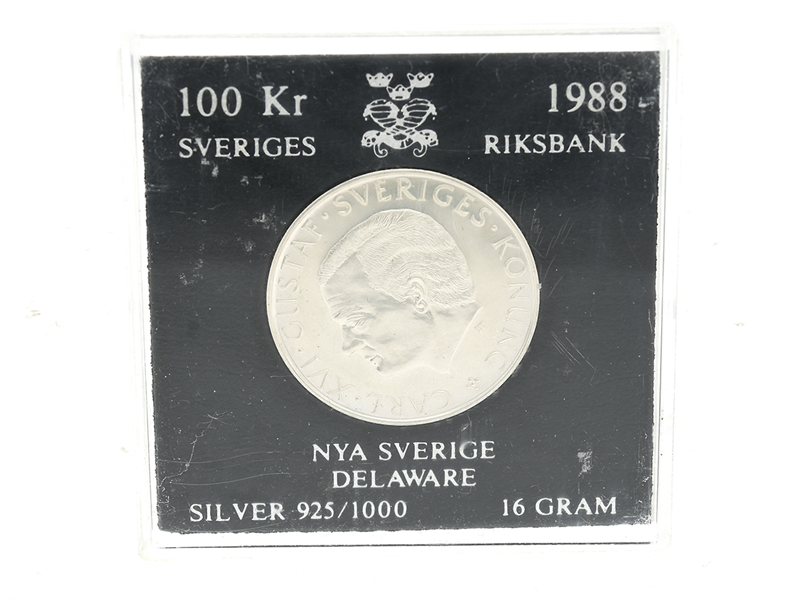 100 Kr
1988
SVERIGES
RIKSBANK
CARL·XVI·GUSTAF·SVERIGES·KONUNG
NYA SVERIGE
DELAWARE
SILVER 925/1000
16 GRAM